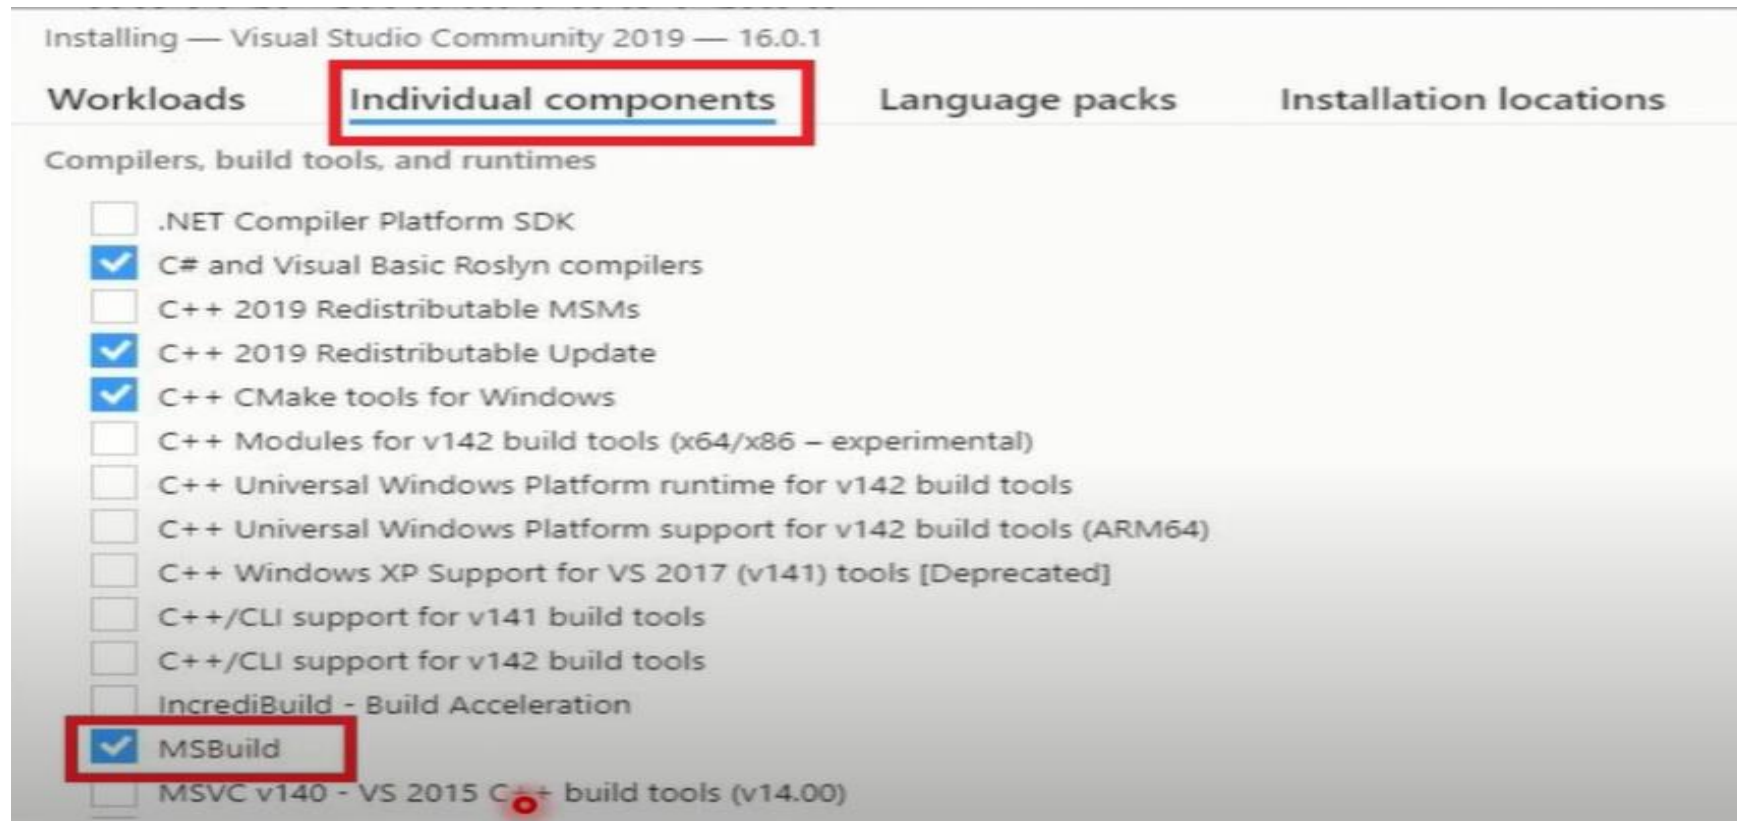 Installing — Visual Studio Community 2019 — 16.0.1
Workloads Individual components Language packs Installation locations
Compilers, build tools, and runtimes
.NET Compiler Platform SDK
C# and Visual Basic Roslyn compilers
C++ 2019 Redistributable MSMs
C++ 2019 Redistributable Update
C++ CMake tools for Windows
C++ Modules for v142 build tools (x64/x86 – experimental)
C++ Universal Windows Platform runtime for v142 build tools
C++ Universal Windows Platform support for v142 build tools (ARM64)
C++ Windows XP Support for VS 2017 (v141) tools [Deprecated]
C++/CLI support for v141 build tools
C++/CLI support for v142 build tools
IncrediBuild - Build Acceleration
MSBuild
MSVC v140 - VS 2015 C++ build tools (v14.00)